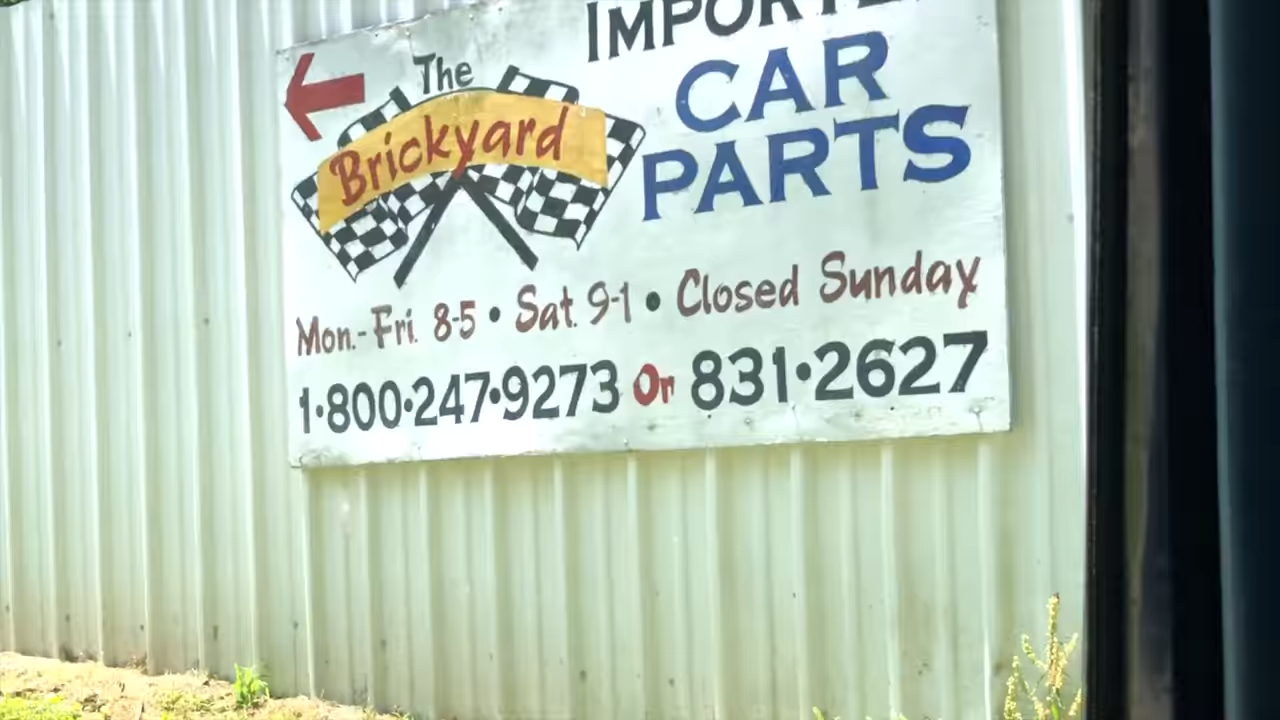 The
Brickyard
CAR
PARTS
Mon.-Fri. 8-5 • Sat. 9-1 • Closed Sunday
1•800•247•9273 Or 831•2627